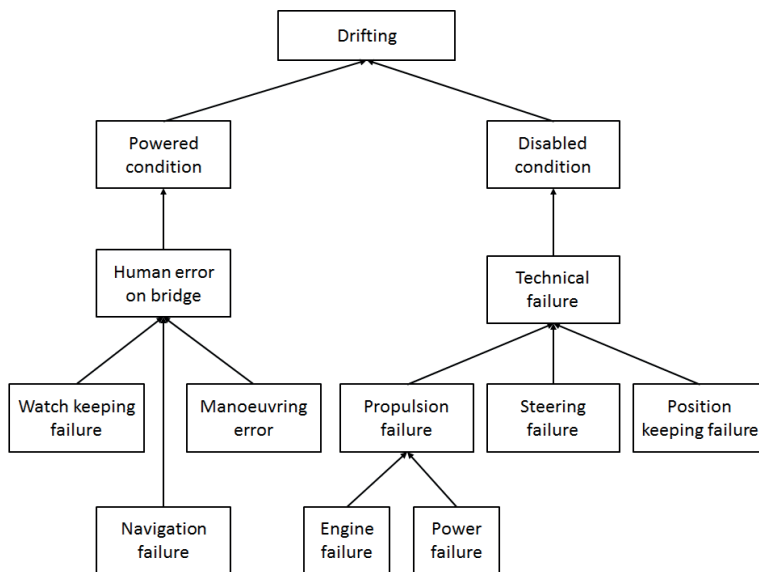 Drifting
Powered
condition
Disabled
condition
Human error
on bridge
Technical
failure
Watch keeping
failure
Manoeuvring
error
Propulsion
failure
Steering
failure
Position
keeping failure
Navigation
failure
Engine
failure
Power
failure